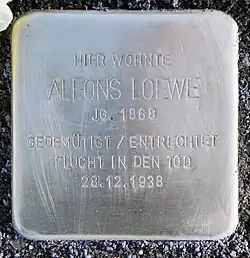 HIER WOHNTE
ALFONS LOEWE
JG. 1868
GEDEMÜTIGT / ENTRECHTET
FLUCHT IN DEN TOD
28.12.1938